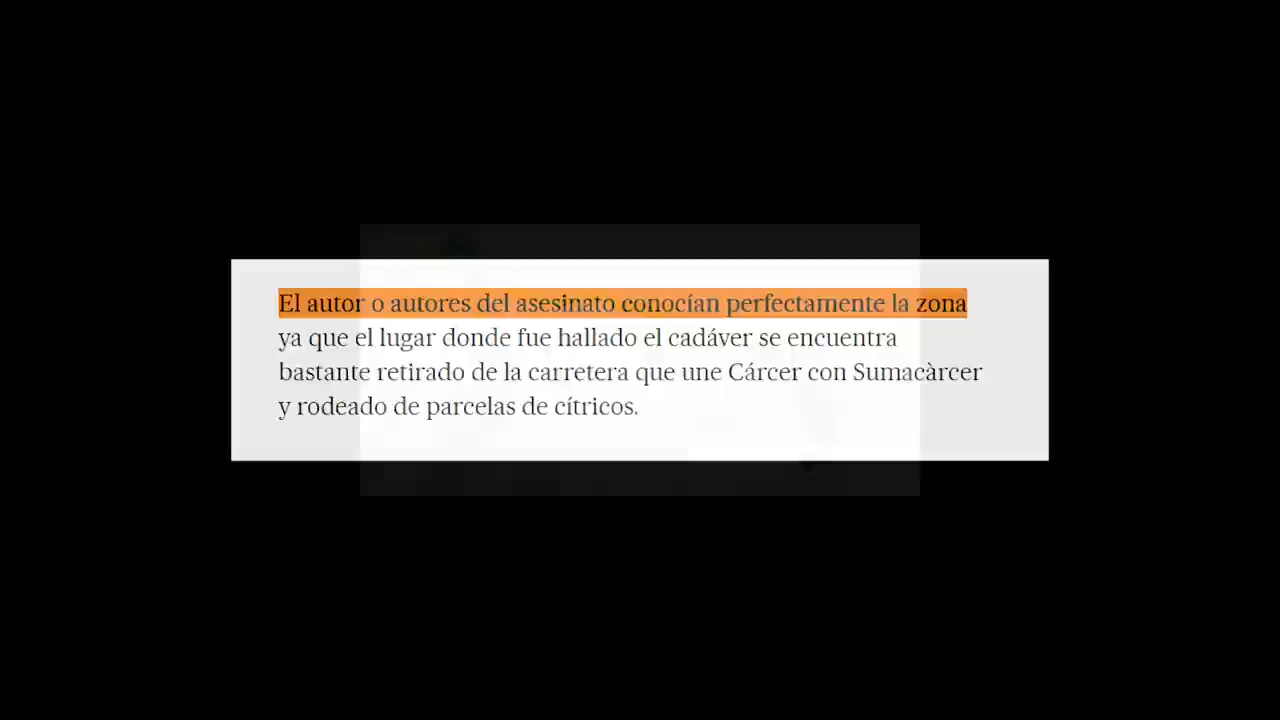 El autor o autores del asesinato conocían perfectamente la zona
ya que el lugar donde fue hallado el cadáver se encuentra
bastante retirado de la carretera que une Cárcer con Sumacàrcer
y rodeado de parcelas de cítricos.